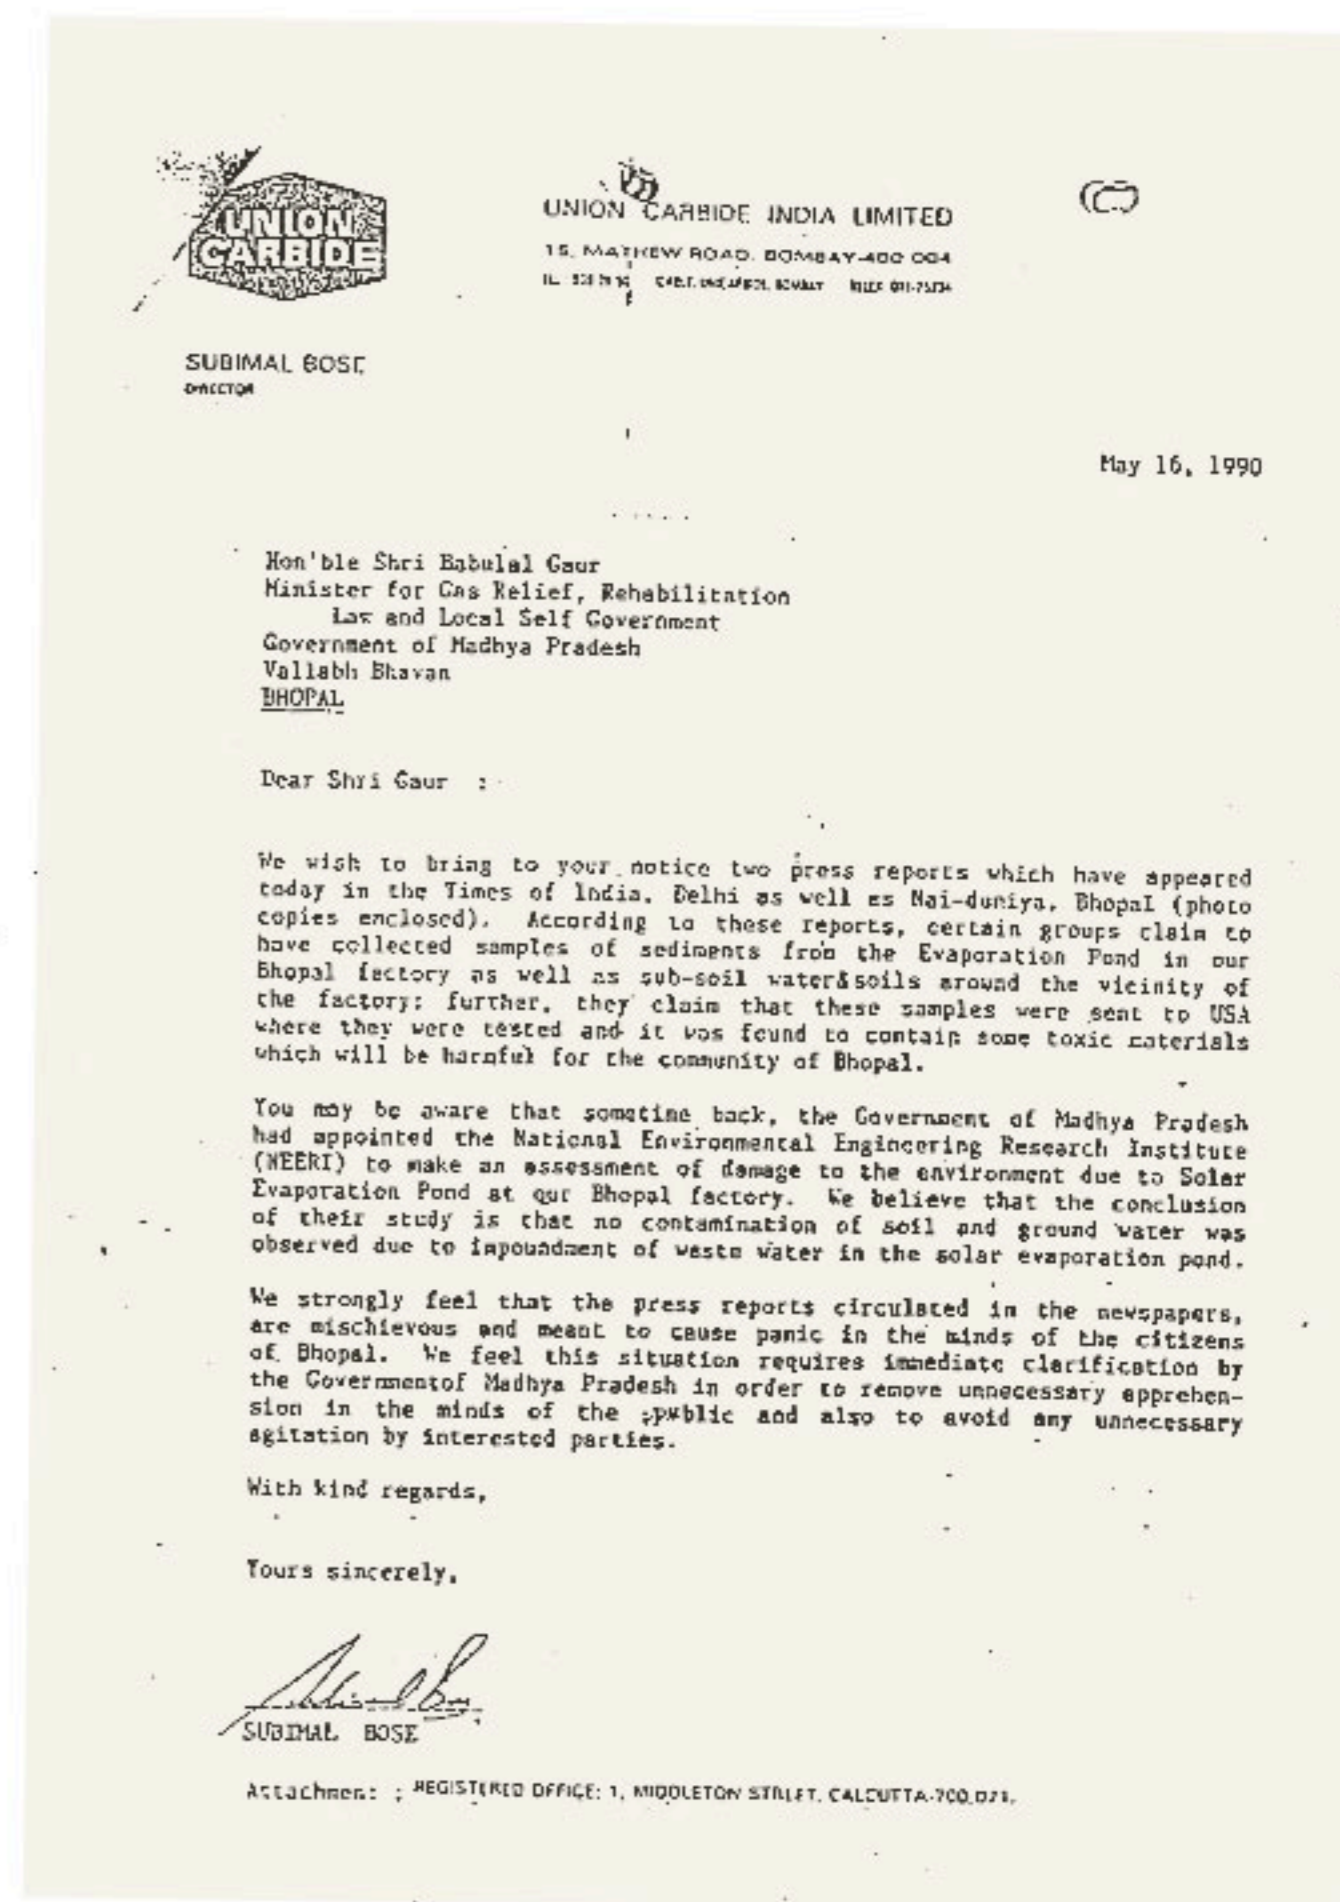 UNION
CARBIDE
UNION CARBIDE INDIA LIMITED
15, MATHEW ROAD, BOMBAY-400 004
SUBIMAL BOSE
DIRECTOR
May 16, 1990
Hon'ble Shri Babulal Gaur
Minister for Gas Relief, Rehabilitation
Law and Local Self Government
Government of Madhya Pradesh
Vallabh Bhavan
BHOPAL
Dear Shri Gaur :
We wish to bring to your notice two press reports which have appeared
today in the Times of India, Delhi as well as Nai-duniya, Bhopal (photo
copies enclosed). According to these reports, certain groups claim to
have collected samples of sediments from the Evaporation Pond in our
Bhopal factory as well as sub-soil water&soils around the vicinity of
the factory; further, they claim that these samples were sent to USA
where they were tested and it was found to contain some toxic materials
which will be harmful for the community of Bhopal.
You may be aware that sometime back, the Government of Madhya Pradesh
had appointed the National Environmental Engineering Research Institute
(NEERI) to make an assessment of damage to the environment due to Solar
Evaporation Pond at our Bhopal factory. We believe that the conclusion
of their study is that no contamination of soil and ground water was
observed due to impoundment of waste water in the solar evaporation pond.
We strongly feel that the press reports circulated in the newspapers,
are mischievous and meant to cause panic in the minds of the citizens
of Bhopal. We feel this situation requires immediate clarification by
the Governmentof Madhya Pradesh in order to remove unnecessary apprehen-
sion in the minds of the public and also to avoid any unnecessary
agitation by interested parties.
With kind regards,
Yours sincerely,
SUBIMAL BOSE
Attachment : REGISTERED OFFICE: 1, MIDDLETON STREET, CALCUTTA-700 071.